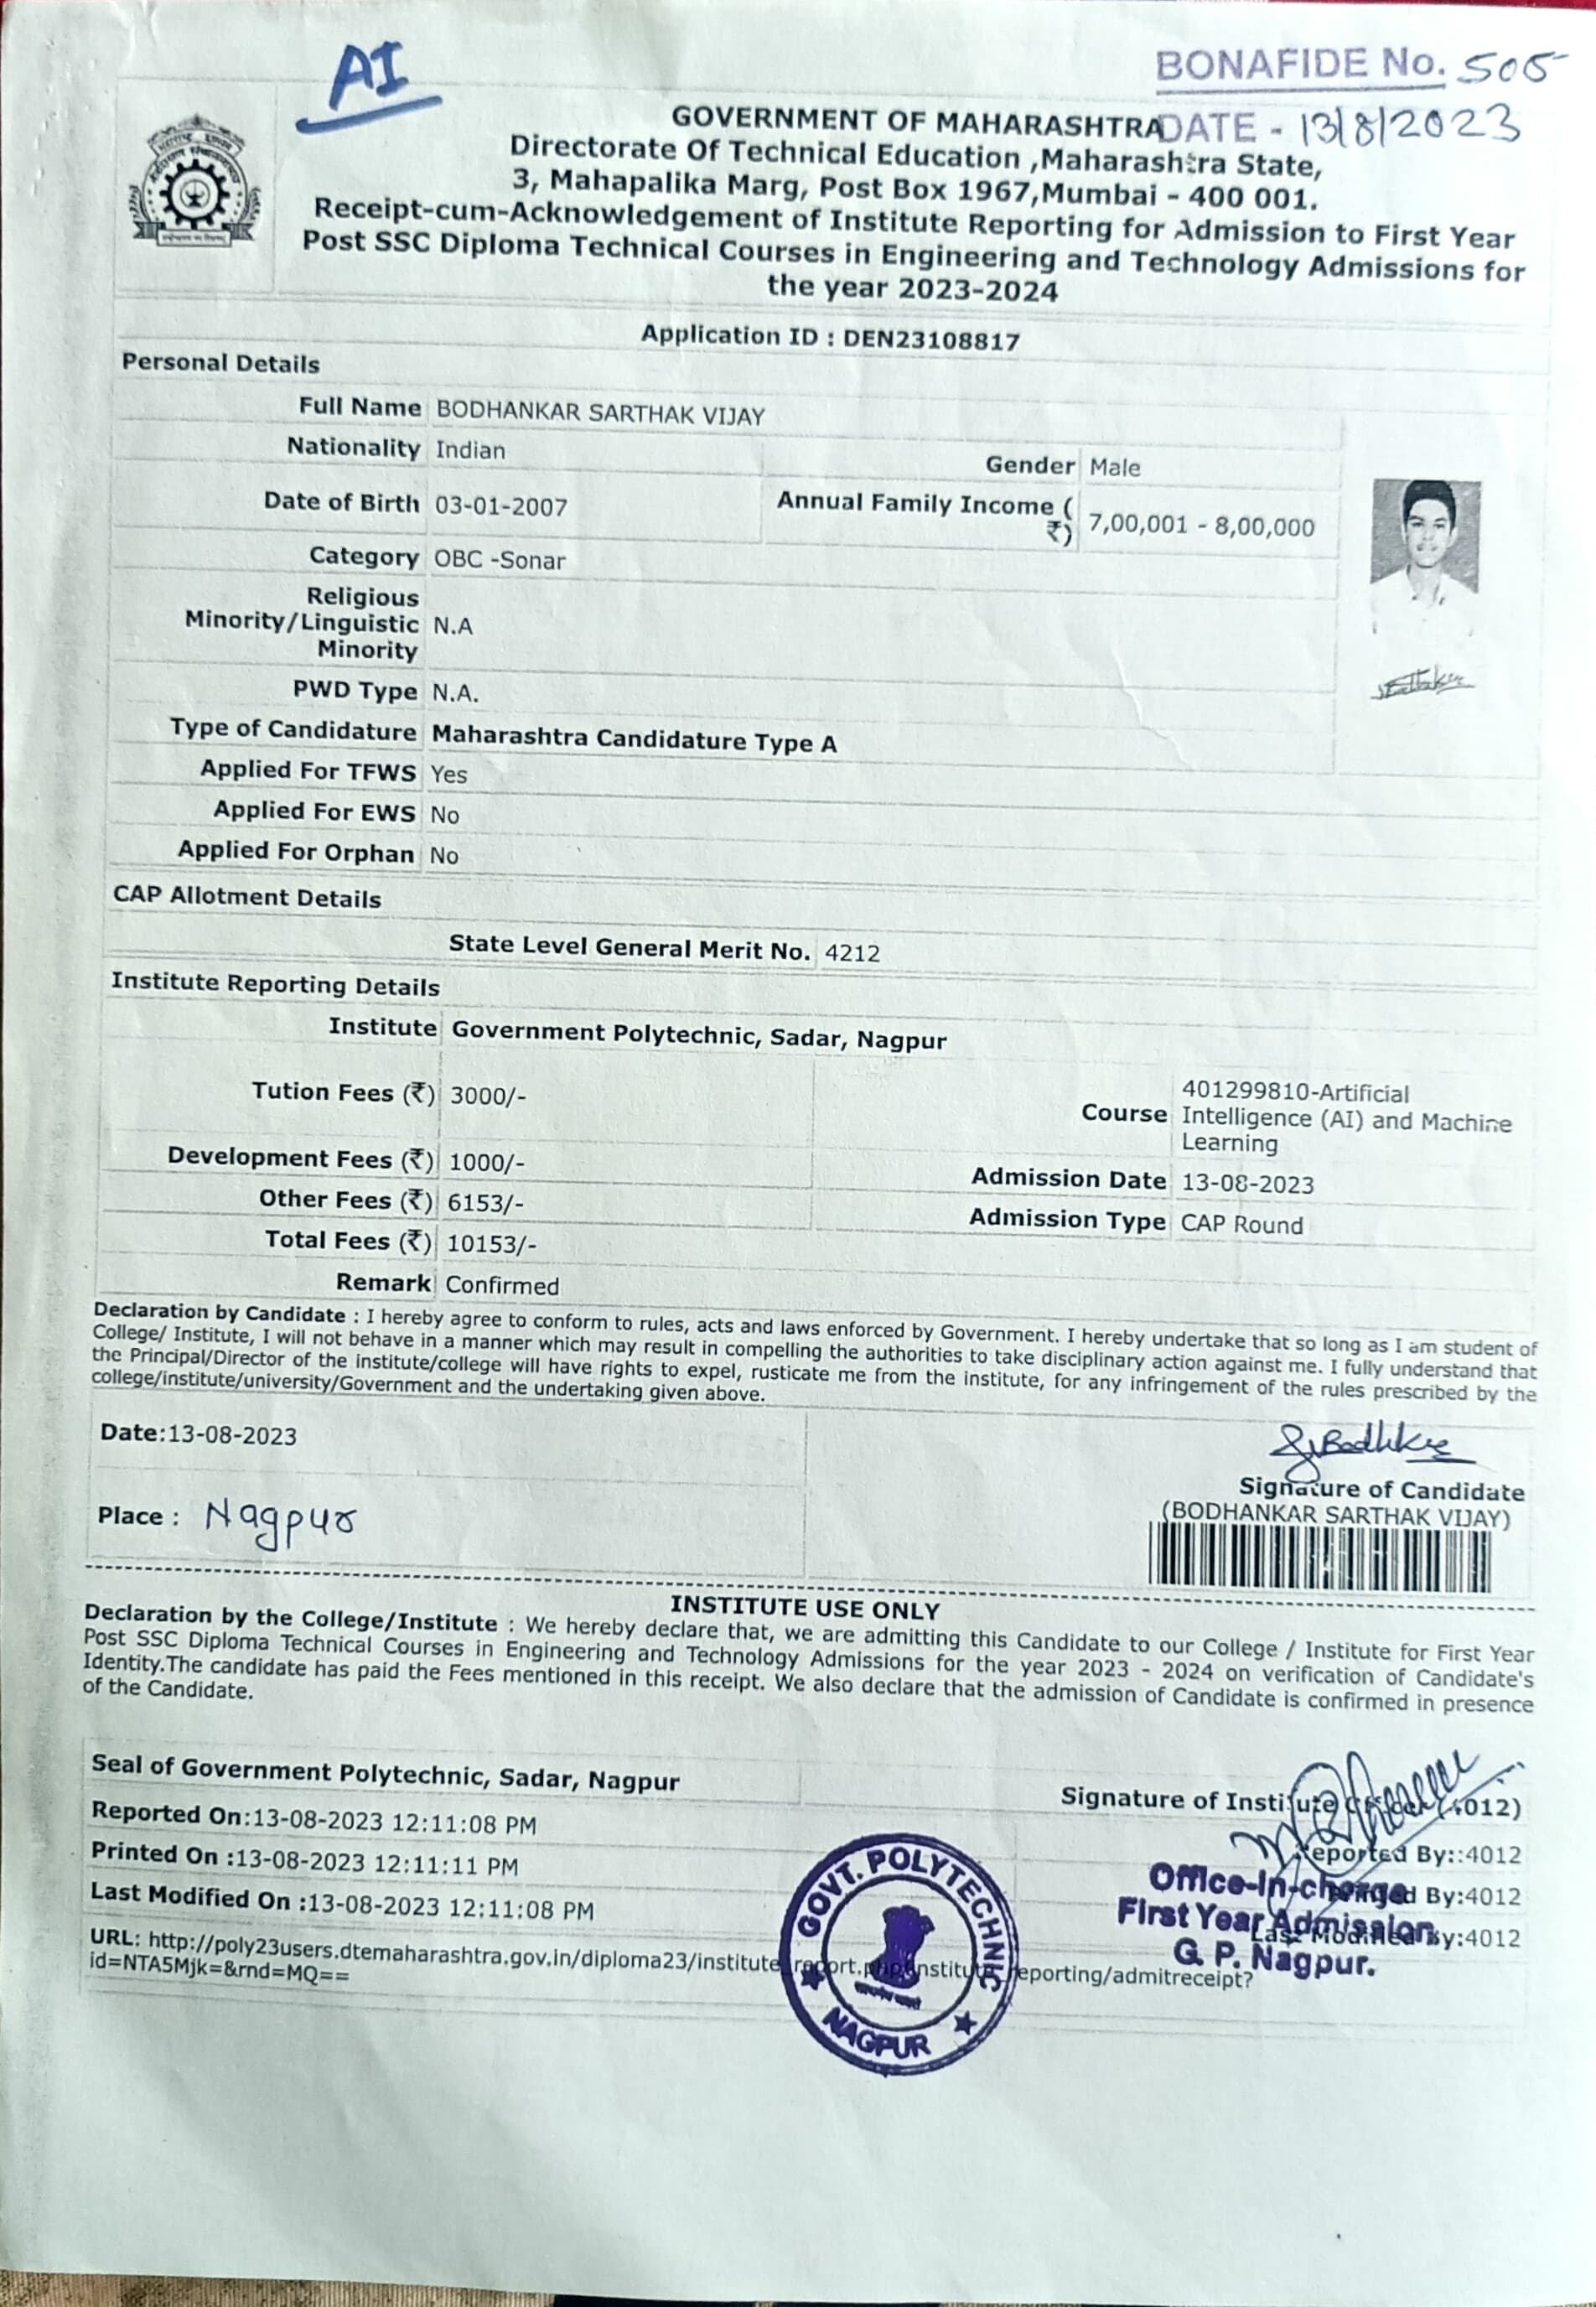 AI
BONAFIDE No. 505
DATE - 13/8/2023
GOVERNMENT OF MAHARASHTRA
Directorate Of Technical Education ,Maharashtra State,
3, Mahapalika Marg, Post Box 1967,Mumbai - 400 001.
Receipt-cum-Acknowledgement of Institute Reporting for Admission to First Year
Post SSC Diploma Technical Courses in Engineering and Technology Admissions for
the year 2023-2024
Application ID : DEN23108817
Personal Details
Full Name BODHANKAR SARTHAK VIJAY
Nationality Indian
Gender Male
Date of Birth 03-01-2007
Annual Family Income (
₹) 7,00,001 - 8,00,000
Category OBC -Sonar
Religious
Minority/Linguistic N.A
Minority
PWD Type N.A.
Type of Candidature Maharashtra Candidature Type A
Applied For TFWS Yes
Applied For EWS No
Applied For Orphan No
CAP Allotment Details
State Level General Merit No. 4212
Institute Reporting Details
Institute Government Polytechnic, Sadar, Nagpur
Tution Fees (₹) 3000/-
401299810-Artificial
Course Intelligence (AI) and Machine
Learning
Development Fees (₹) 1000/-
Admission Date 13-08-2023
Other Fees (₹) 6153/-
Admission Type CAP Round
Total Fees (₹) 10153/-
Remark Confirmed
Declaration by Candidate : I hereby agree to conform to rules, acts and laws enforced by Government. I hereby undertake that so long as I am student of
College/ Institute, I will not behave in a manner which may result in compelling the authorities to take disciplinary action against me. I fully understand that
the Principal/Director of the institute/college will have rights to expel, rusticate me from the institute, for any infringement of the rules prescribed by the
college/institute/university/Government and the undertaking given above.
Date:13-08-2023
Signature of Candidate
(BODHANKAR SARTHAK VIJAY)
Place : Nagpur
INSTITUTE USE ONLY
Declaration by the College/Institute : We hereby declare that, we are admitting this Candidate to our College / Institute for First Year
Post SSC Diploma Technical Courses in Engineering and Technology Admissions for the year 2023 - 2024 on verification of Candidate's
Identity.The candidate has paid the Fees mentioned in this receipt. We also declare that the admission of Candidate is confirmed in presence
of the Candidate.
Seal of Government Polytechnic, Sadar, Nagpur
Signature of Institute Officer (4012)
Reported On:13-08-2023 12:11:08 PM
Reported By::4012
Printed On :13-08-2023 12:11:11 PM
Printed By:4012
Last Modified On :13-08-2023 12:11:08 PM
Last Modified By:4012
Office-In-charge
First Year Admission
G. P. Nagpur.
URL: http://poly23users.dtemaharashtra.gov.in/diploma23/institute_report.php/institute_reporting/admitreceipt?
id=NTA5Mjk=&rnd=MQ==
GOVT. POLYTECHNIC
NAGPUR